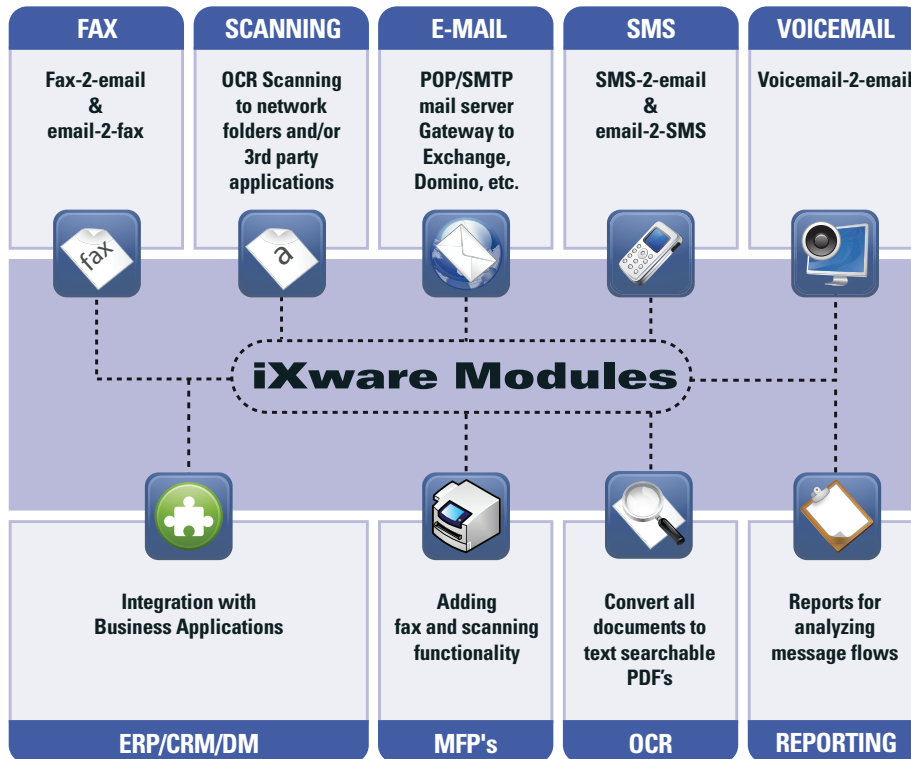 FAX
Fax-2-email
&
email-2-fax
fax
SCANNING
OCR Scanning
to network
folders and/or
3rd party
applications
a
E-MAIL
POP/SMTP
mail server
Gateway to
Exchange,
Domino, etc.
SMS
SMS-2-email
&
email-2-SMS
VOICEMAIL
Voicemail-2-email
iXware Modules
Integration with
Business Applications
ERP/CRM/DM
Adding
fax and scanning
functionality
MFP's
Convert all
documents to
text searchable
PDF's
OCR
Reports for
analyzing
message flows
REPORTING